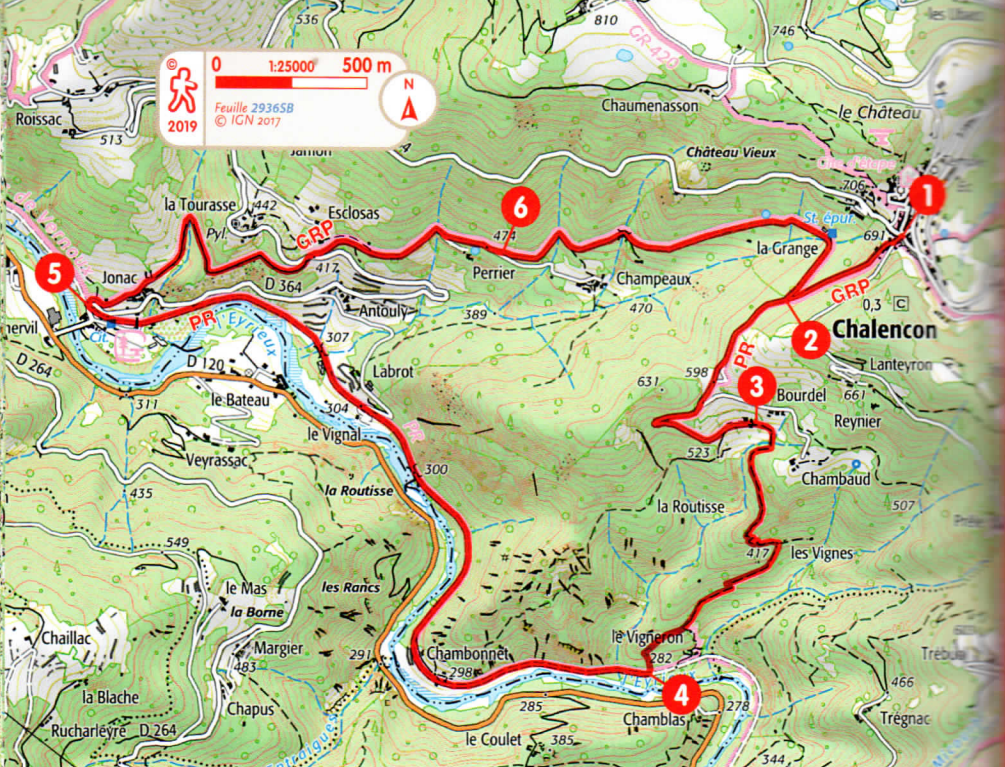 536
810
746
GR 420
©
2019
0
1:25000
500 m
N
Feuille 2936SB
© IGN 2017
Roissac
513
Chaumenasson
le Château
Château Vieux
Gîte d'étape
706
1
la Tourasse
442
Pyl.
Esclosas
6
GRP
474
St. épur.
691
la Grange
5
Jonac
417
Perrier
Champeaux
D 364
GRP
0,3
C
Antouly
389
470
Chalencon
PR
l'Eyrieux
307
2
PR
D 264
D 120
Labrot
Lanteyron
598
3
631
661
311
le Bateau
304
Bourdel
Reynier
le Vignal
PR
523
Veyrassac
300
Chambaud
435
la Routisse
la Routisse
507
549
417
les Vignes
les Rancs
le Mas
la Borne
Chaillac
Margier
le Vigneron
483
291
Chambonnet
282
298
4
466
la Blache
Chapus
285
Chamblas
278
Trégnac
Rucharleyre
D 264
le Coulet
385
344